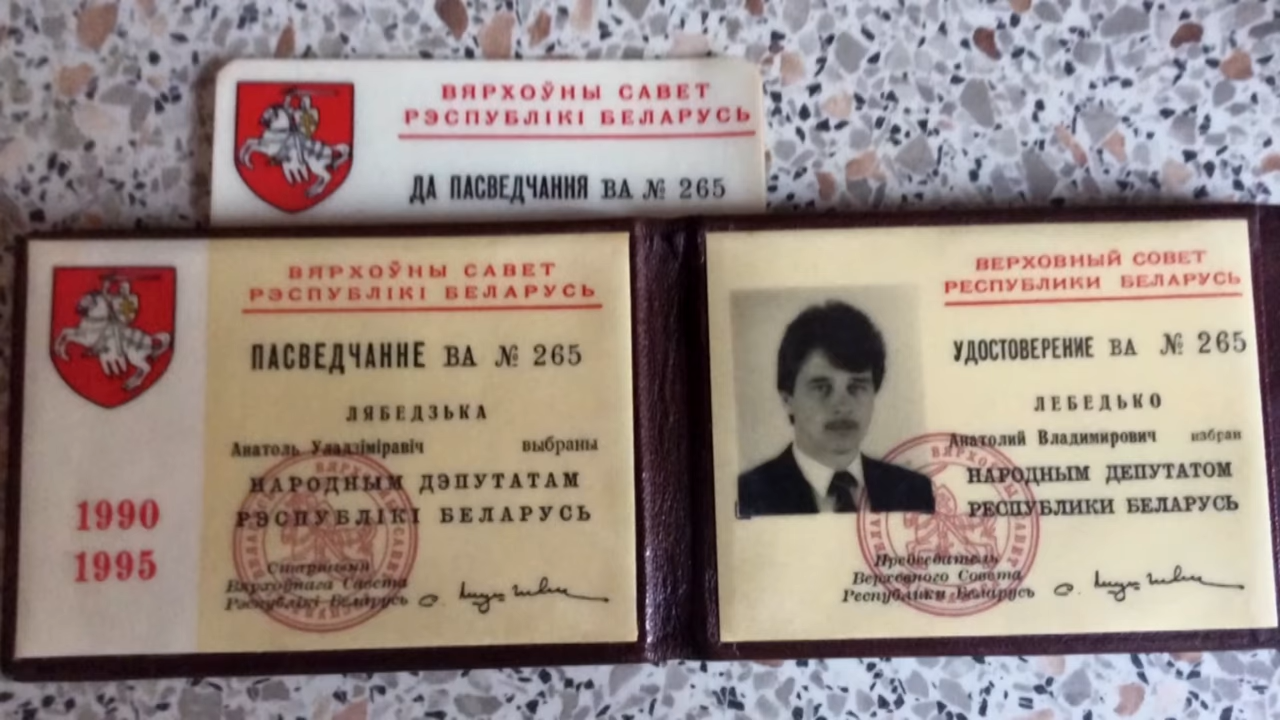 ВЯРХОЎНЫ САВЕТ
РЭСПУБЛІКІ БЕЛАРУСЬ
ДА ПАСВЕДЧАННЯ ВА № 265
ВЯРХОЎНЫ САВЕТ
РЭСПУБЛІКІ БЕЛАРУСЬ
ПАСВЕДЧАННЕ ВА № 265
ЛЯБЕДЗЬКА
Анатоль Уладзіміравіч выбраны
НАРОДНЫМ ДЭПУТАТАМ
РЭСПУБЛІКІ БЕЛАРУСЬ
1990
1995
Старшыня
Вярхоўнага Савета
Рэспублікі Беларусь
ВЕРХОВНЫЙ СОВЕТ
РЕСПУБЛИКИ БЕЛАРУСЬ
УДОСТОВЕРЕНИЕ ВА № 265
ЛЕБЕДЬКО
Анатолий Владимирович избран
НАРОДНЫМ ДЕПУТАТОМ
РЕСПУБЛИКИ БЕЛАРУСЬ
Председатель
Верховного Совета
Республики Беларусь